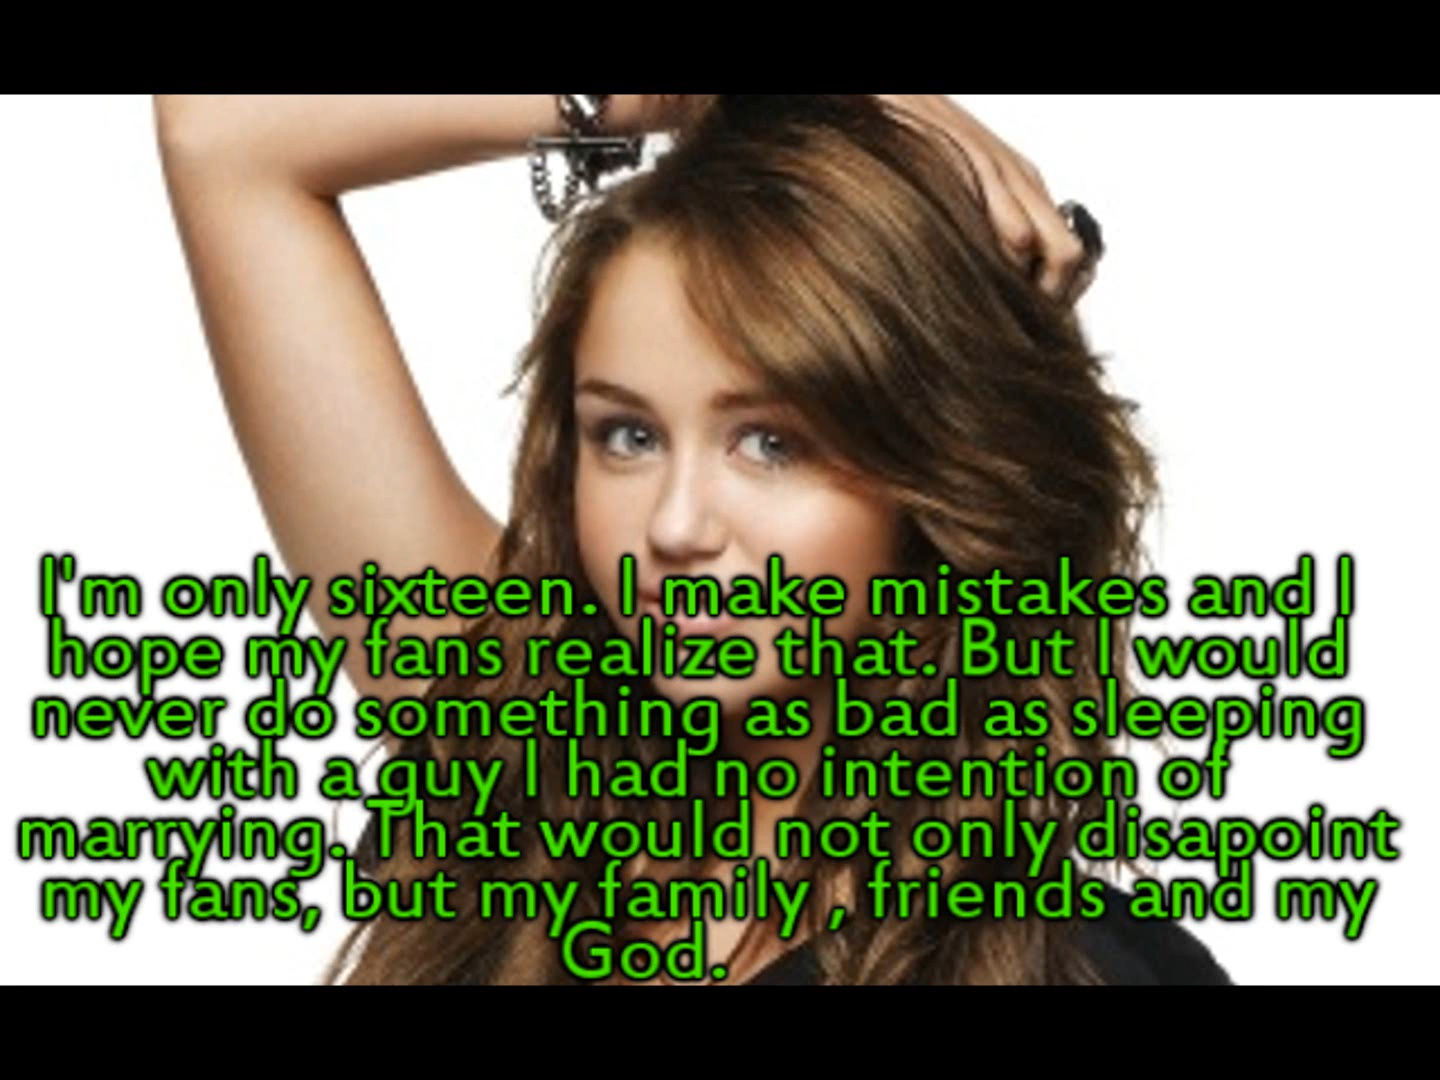 I'm only sixteen. I make mistakes and I
hope my fans realize that. But I would
never do something as bad as sleeping
with a guy I had no intention of
marrying. That would not only disapoint
my fans, but my family , friends and my
God.